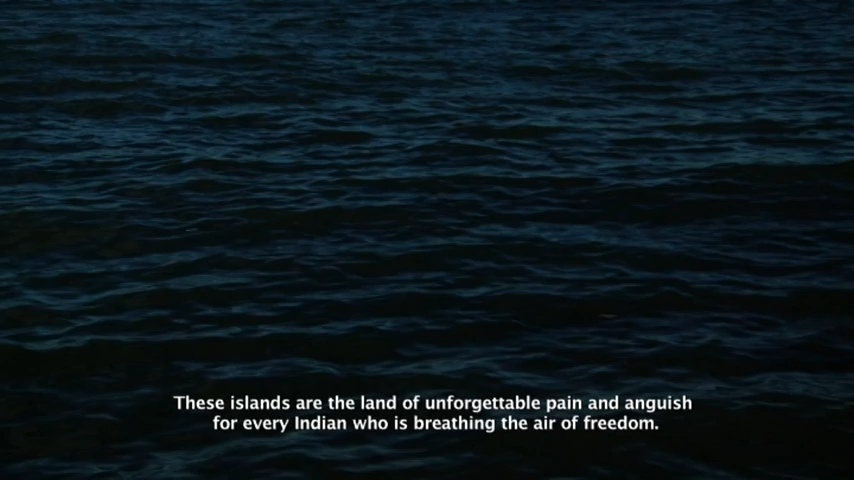 These islands are the land of unforgettable pain and anguish
for every Indian who is breathing the air of freedom.